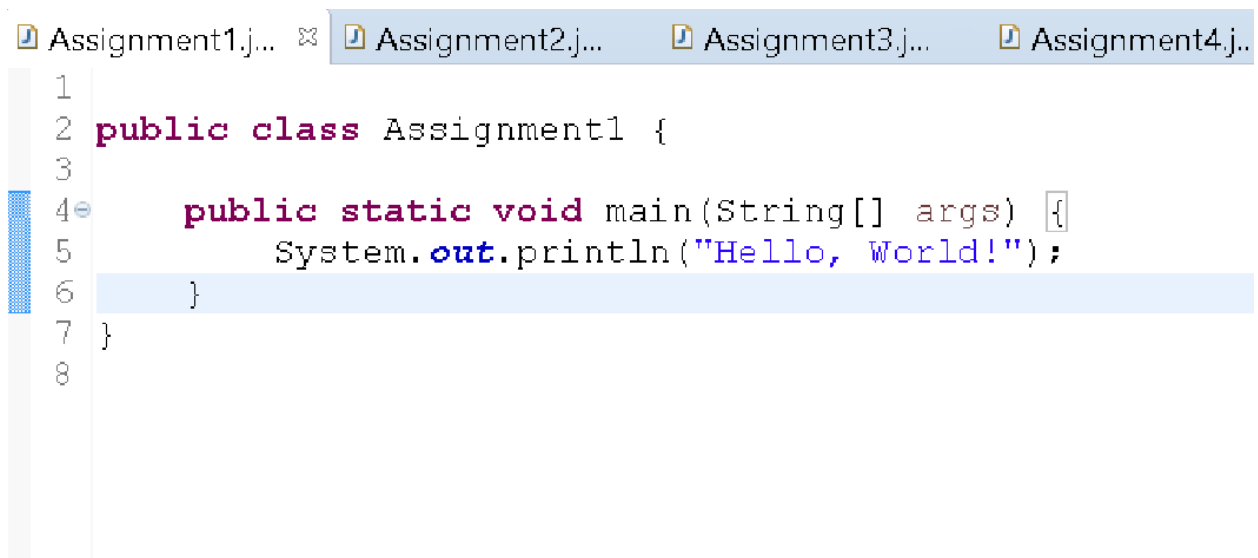 Assignment1.j... Assignment2.j... Assignment3.j... Assignment4.j..
1
2 public class Assignment1 {
3
4 public static void main(String[] args) {
5 System.out.println("Hello, World!");
6 }
7 }
8